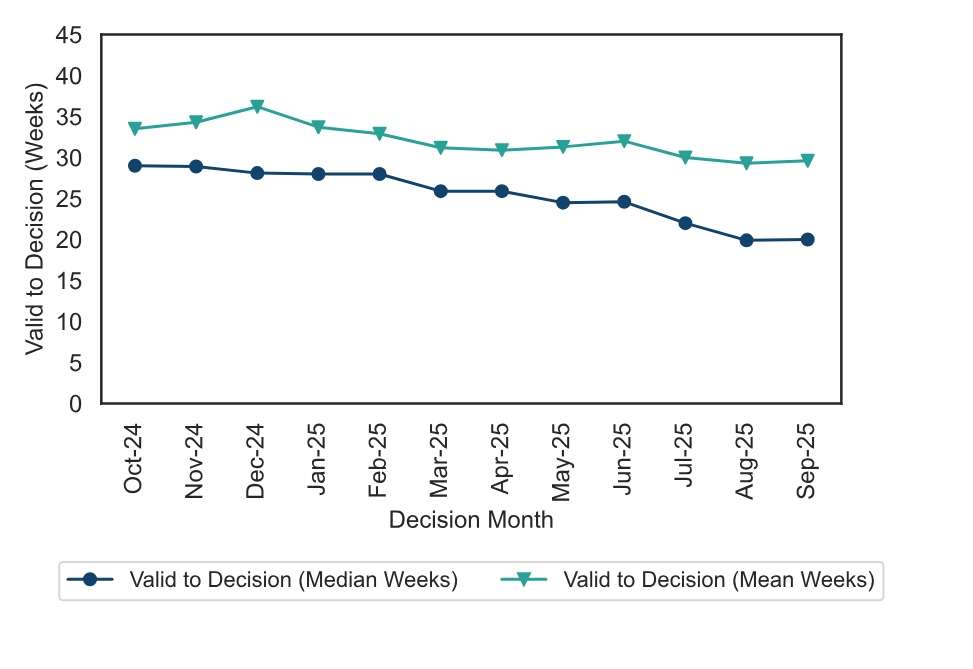 45
40
35
30
25
20
15
10
5
0
Valid to Decision (Weeks)
Oct-24
Nov-24
Dec-24
Jan-25
Feb-25
Mar-25
Apr-25
May-25
Jun-25
Jul-25
Aug-25
Sep-25
Decision Month
Valid to Decision (Median Weeks)
Valid to Decision (Mean Weeks)